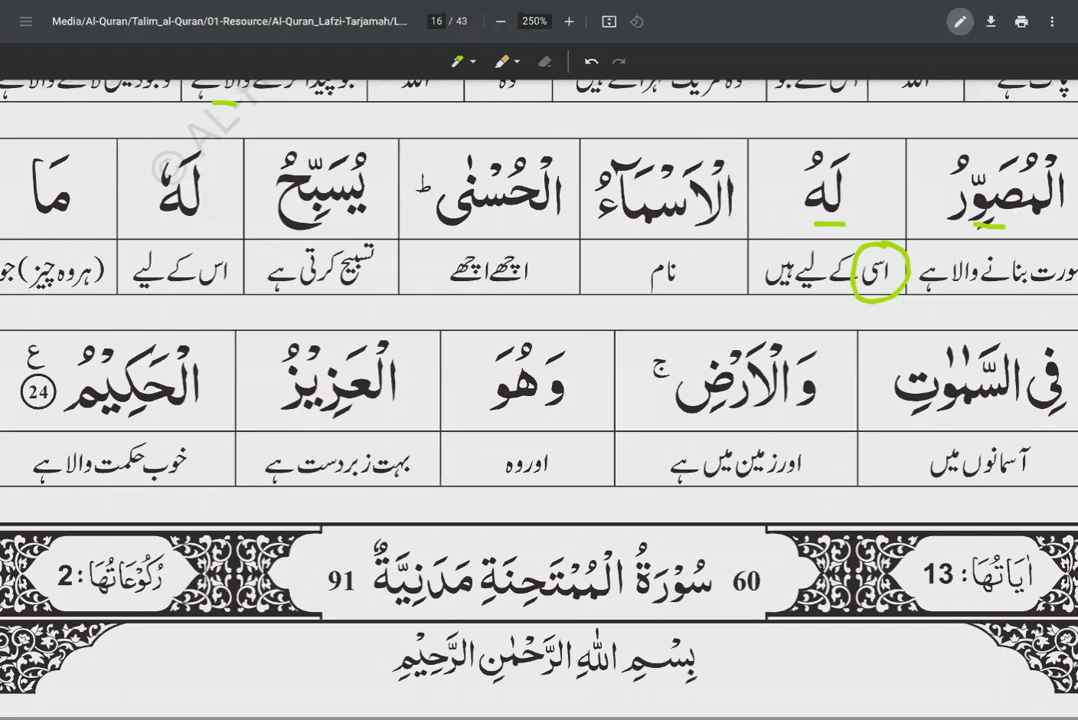 Media/Al-Quran/Talim_al-Quran/01-Resource/Al-Quran_Lafzi-Tarjamah/L... 16 / 43 250%
الْمُصَوِّرُ لَهُ الْاَسْمَآءُ الْحُسْنٰى ؕ يُسَبِّحُ لَهٗ مَا
صورت بنانے والا ہے اسی کے لیے ہیں نام اچھے اچھے تسبیح کرتی ہے اس کے لیے (ہر وہ چیز) جو
فِى السَّمٰوٰتِ وَالْاَرْضِ ۚ وَهُوَ الْعَزِيْزُ الْحَكِيْمُ 24 ع
آسمانوں میں اور زمین میں ہے اور وہ بہت زبردست ہے خوب حکمت والا ہے
اٰيَاتُهَا : 13 60 سُوْرَةُ الْمُمْتَحِنَةِ مَدَنِيَّةٌ 91 رُكُوْعَاتُهَا : 2
بِسْمِ اللهِ الرَّحْمٰنِ الرَّحِيْمِ